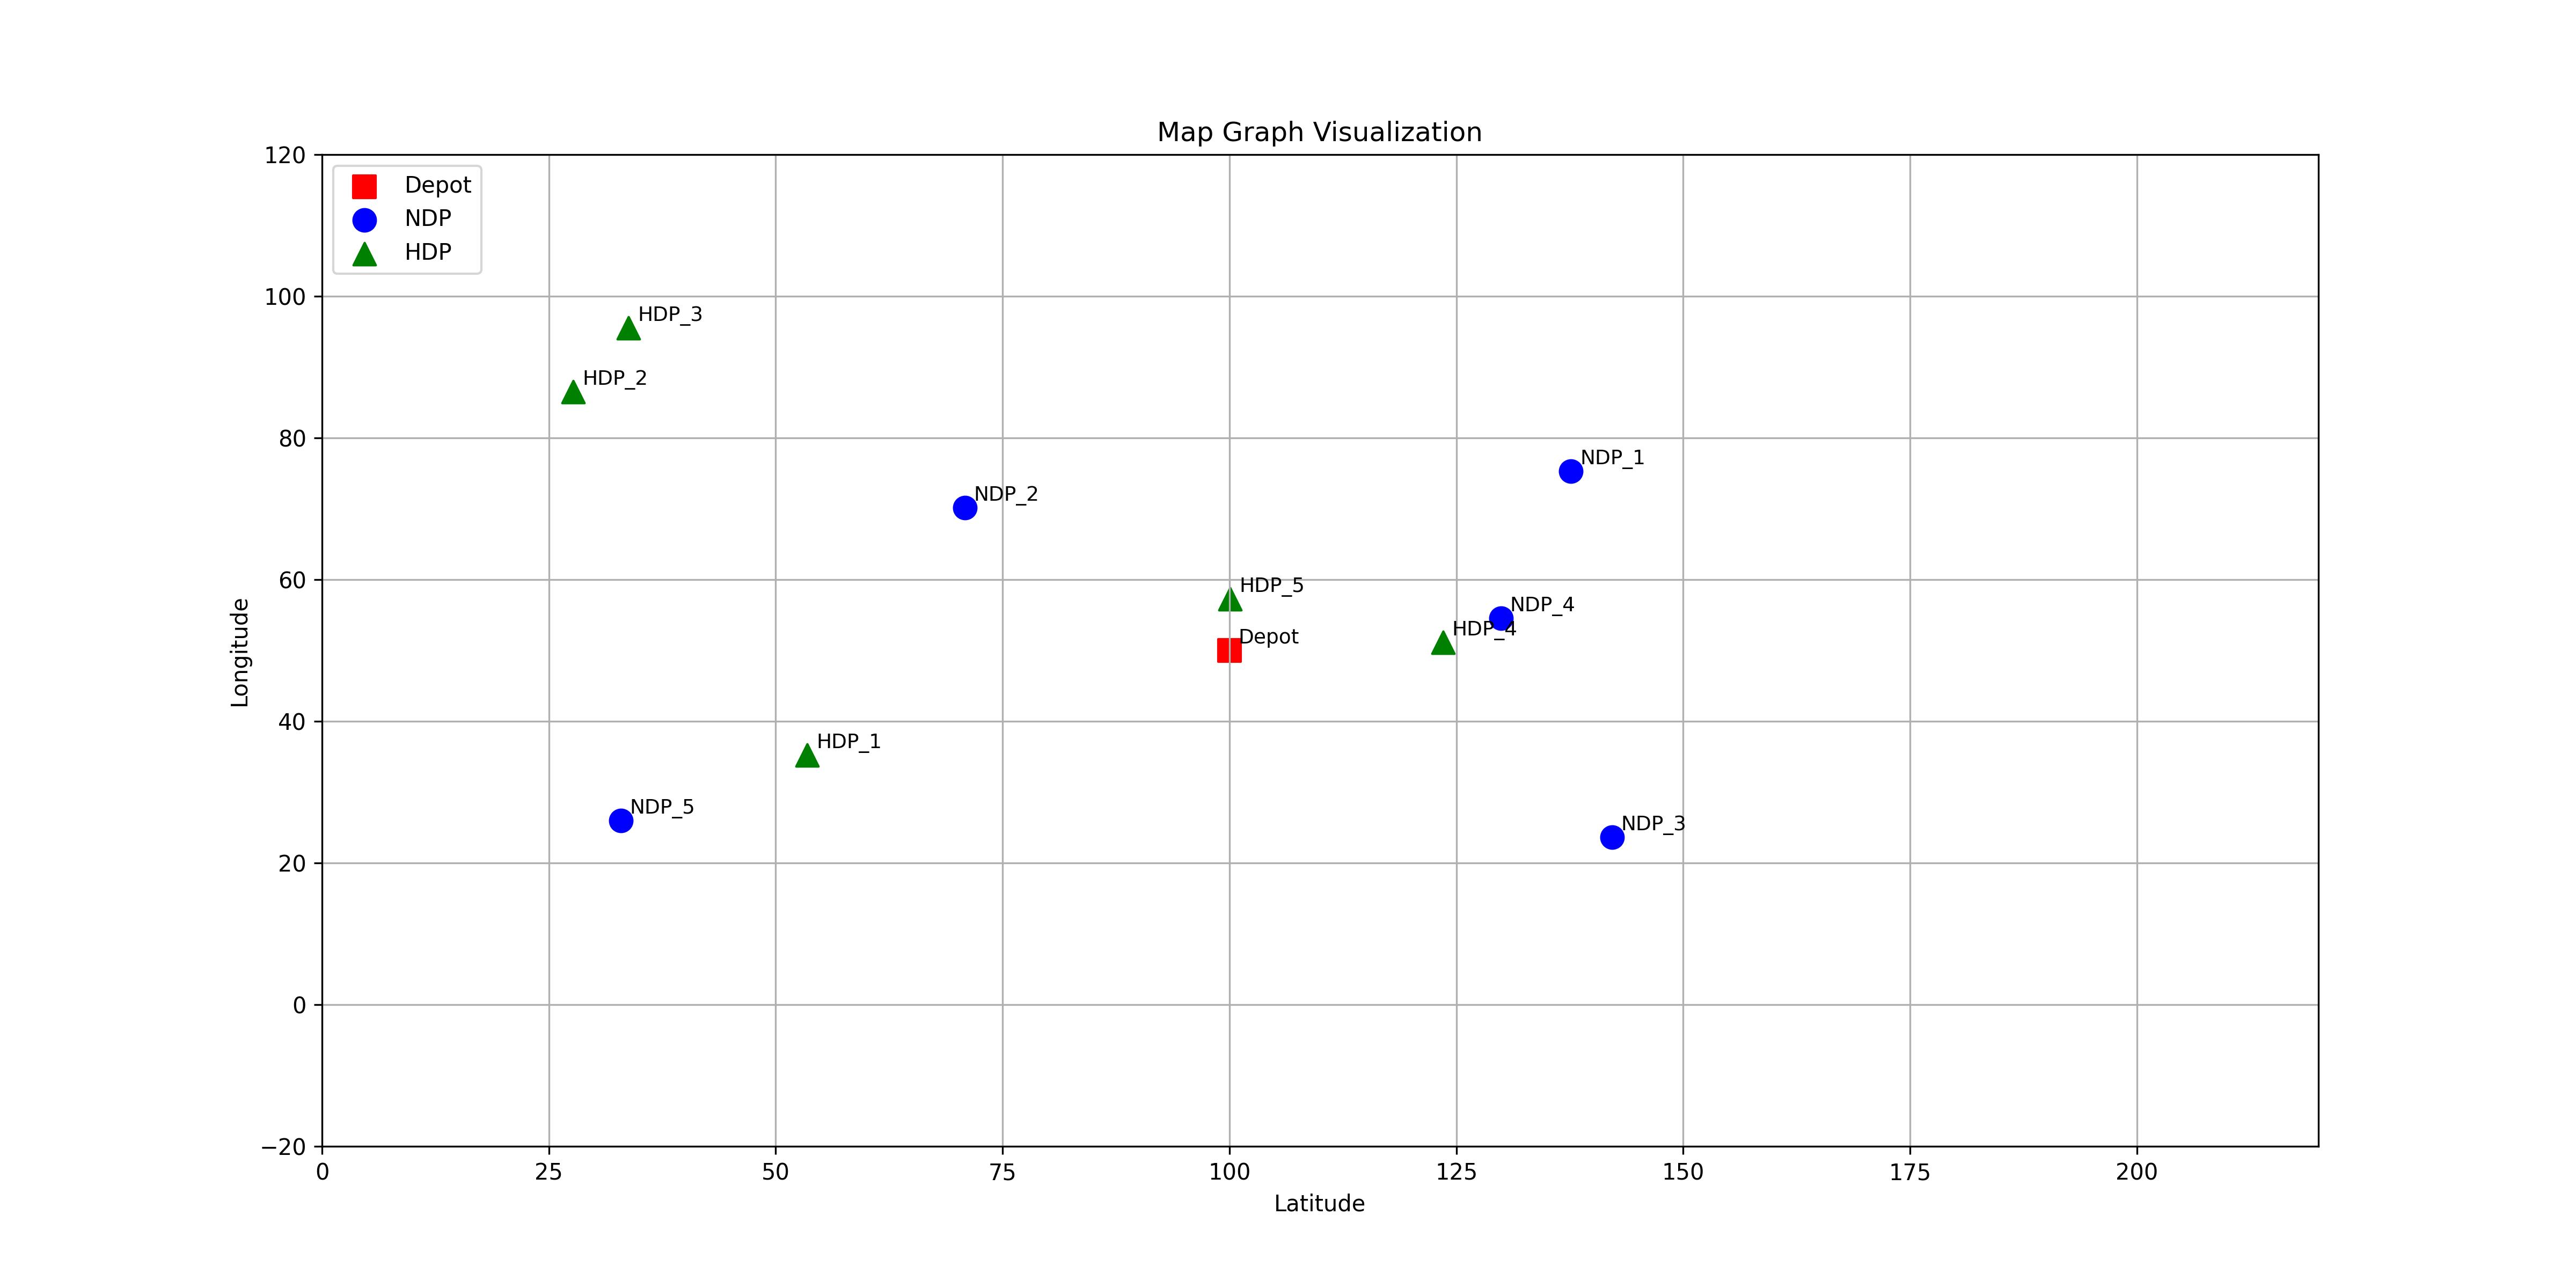 Map Graph Visualization
120
100
80
60
40
20
0
−20
Longitude
Depot
NDP
HDP
HDP_3
HDP_2
NDP_1
NDP_2
HDP_5
NDP_4
HDP_4
Depot
HDP_1
NDP_5
NDP_3
0 25 50 75 100 125 150 175 200
Latitude